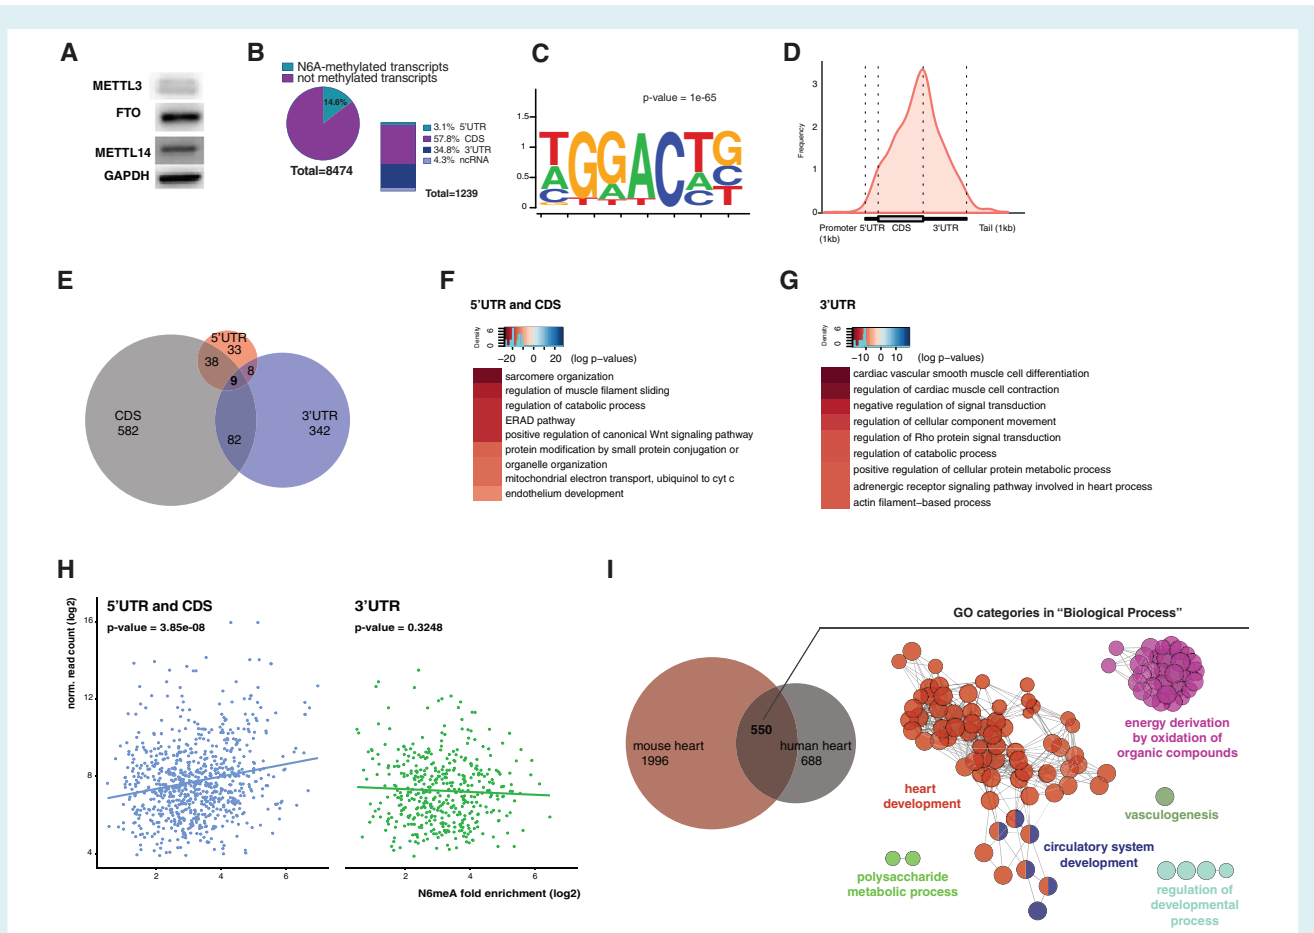 A
METTL3
FTO
METTL14
GAPDH
B
N6A-methylated transcripts
not methylated transcripts
14.6%
Total=8474
3.1% 5'UTR
57.8% CDS
34.8% 3'UTR
4.3% ncRNA
Total=1239
C
p-value = 1e-65
1.5
1
0.5
0
T
A
C
G
T
G
T
G
A
T
A
T
C
T
A
C
G
C
T
D
Frequency
3
2
1
0
Promoter 5'UTR CDS 3'UTR Tail (1kb)
(1kb)
E
5'UTR
33
38
8
9
CDS
582
3'UTR
342
82
F
5'UTR and CDS
Density
6
0
−20 0 20 (log p−values)
sarcomere organization
regulation of muscle filament sliding
regulation of catabolic process
ERAD pathway
positive regulation of canonical Wnt signaling pathway
protein modification by small protein conjugation or
organelle organization
mitochondrial electron transport, ubiquinol to cyt c
endothelium development
G
3'UTR
Density
6
0
−10 0 10 (log p−values)
cardiac vascular smooth muscle cell differentiation
regulation of cardiac muscle cell contraction
negative regulation of signal transduction
regulation of cellular component movement
regulation of Rho protein signal transduction
regulation of catabolic process
positive regulation of cellular protein metabolic process
adrenergic receptor signaling pathway involved in heart process
actin filament−based process
H
norm. read count (log2)
5'UTR and CDS
p-value = 3.85e-08
16
12
8
4
2 4 6
3'UTR
p-value = 0.3248
2 4 6
N6meA fold enrichment (log2)
I
GO categories in “Biological Process”
mouse heart
1996
550
human heart
688
energy derivation
by oxidation of
organic compounds
heart
development
vasculogenesis
circulatory system
development
polysaccharide
metabolic process
regulation of
developmental
process